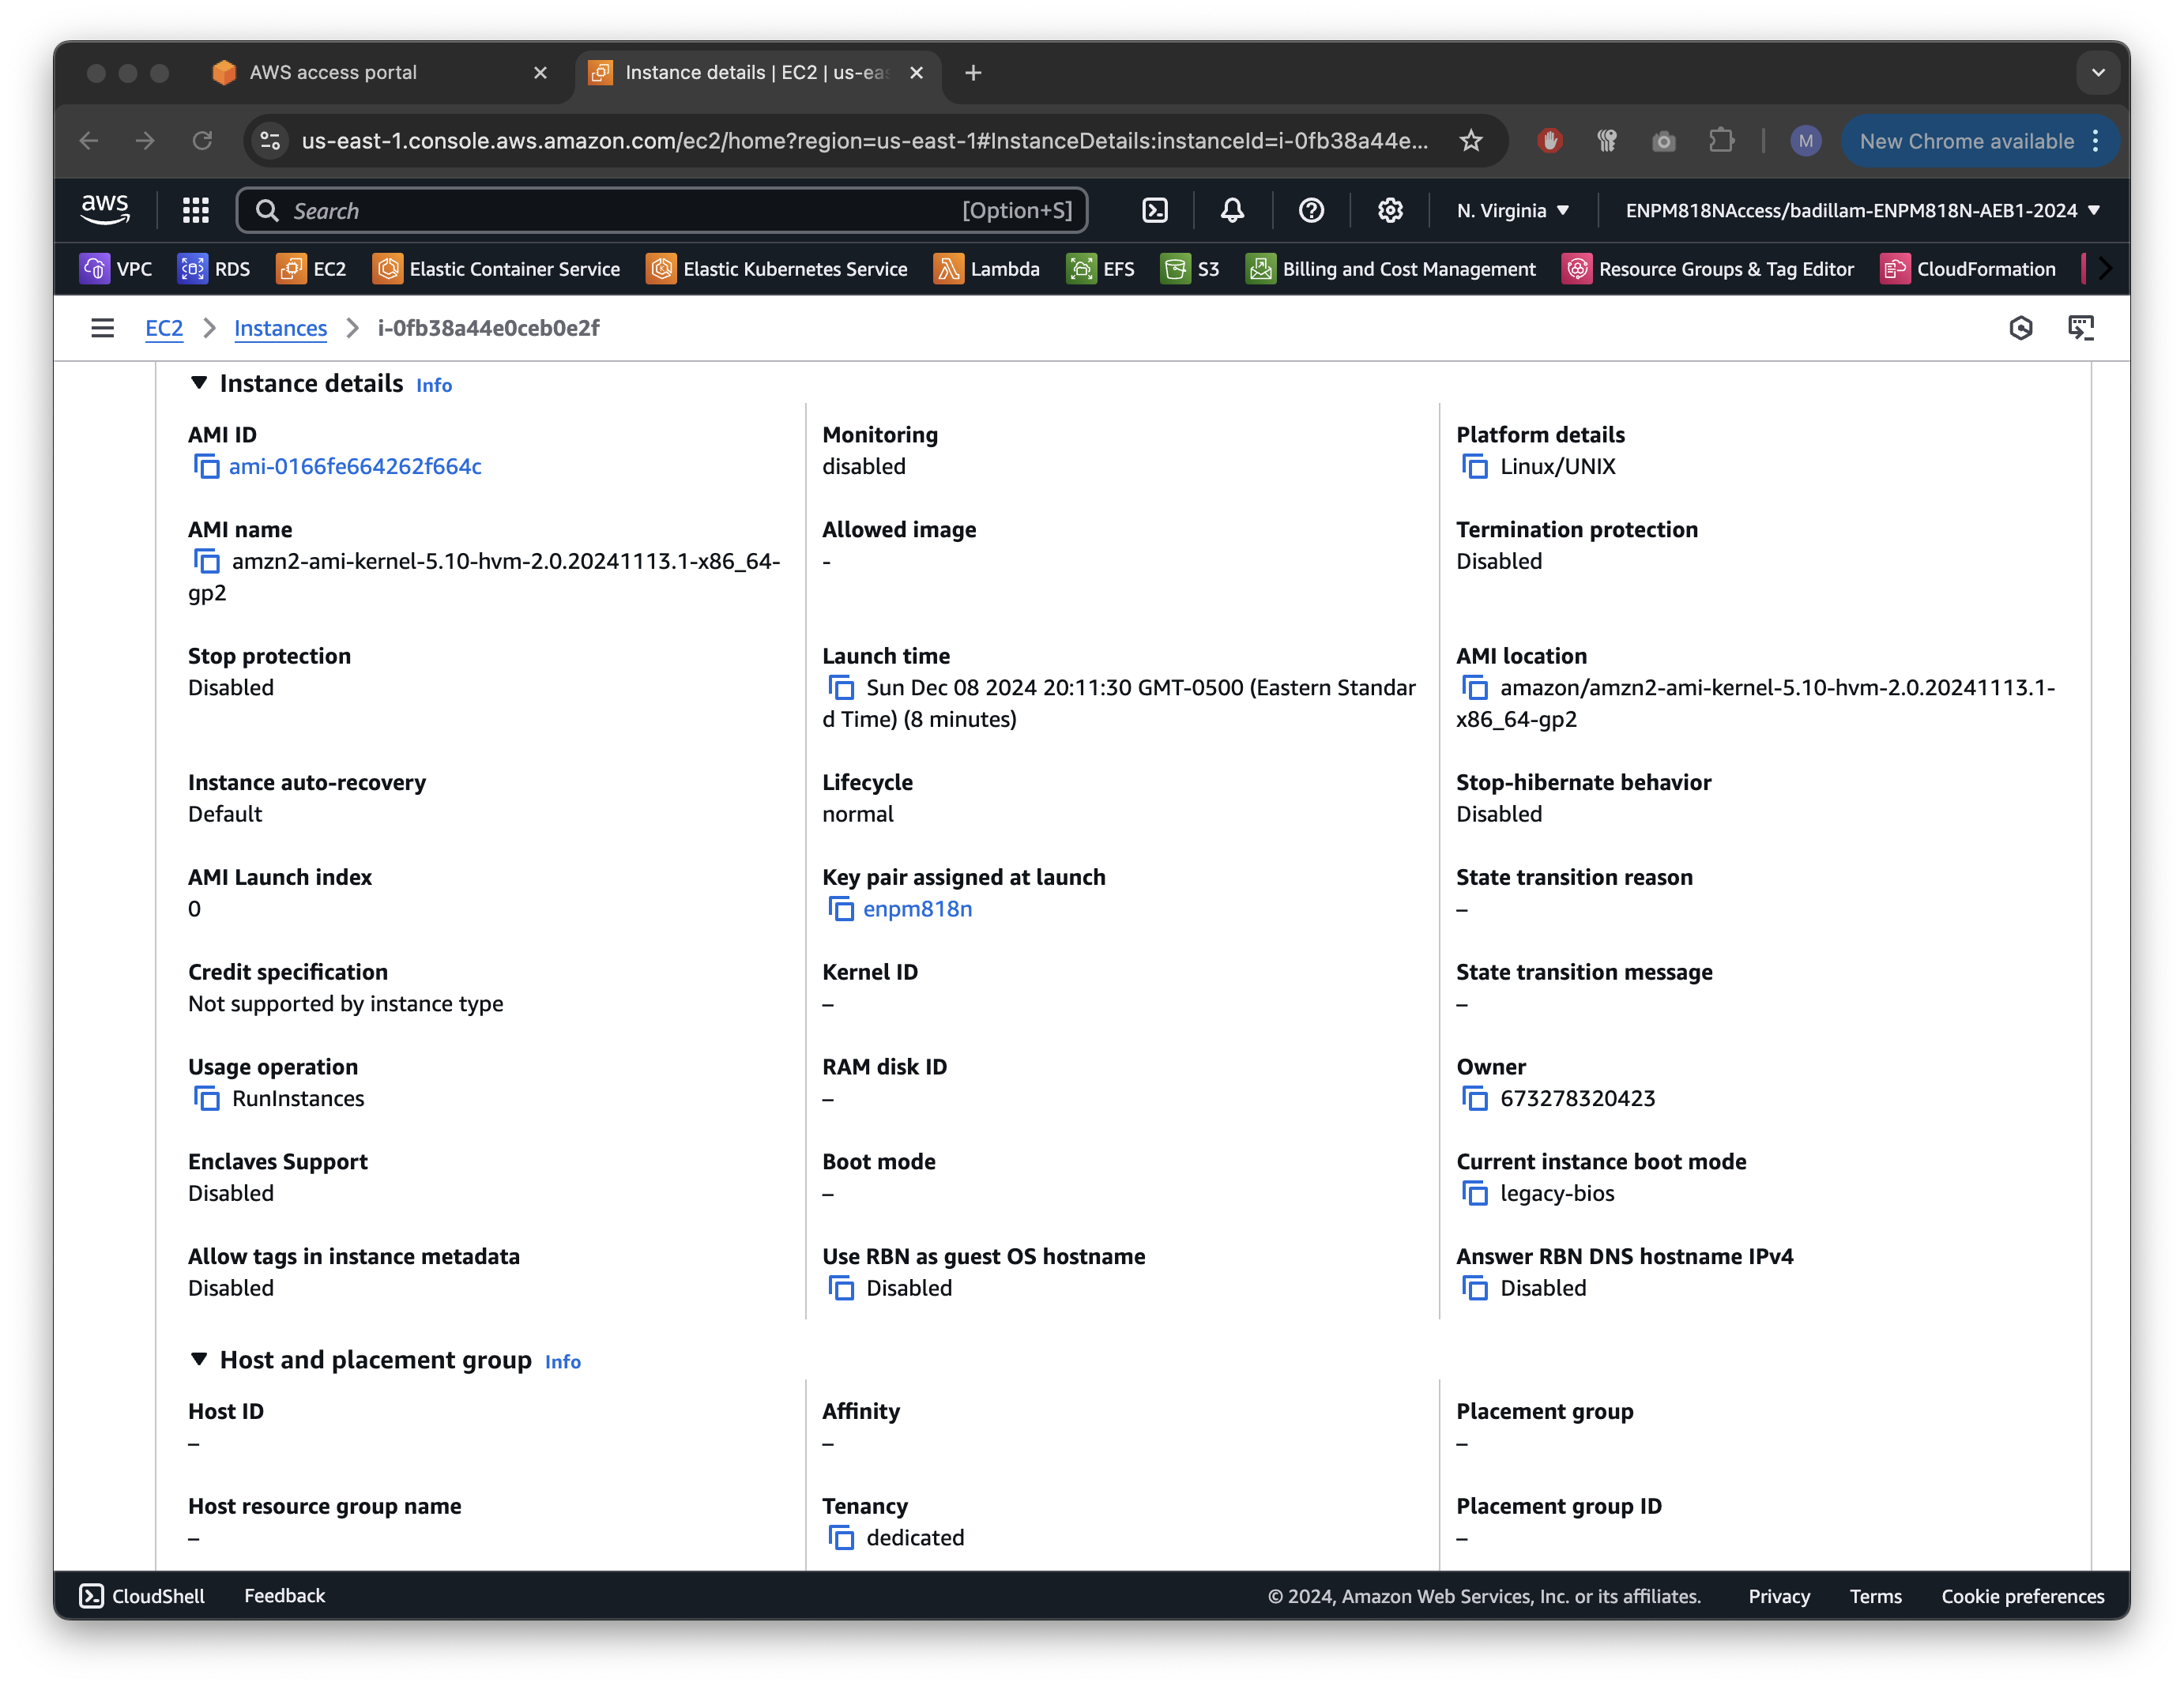 AWS access portal
Instance details | EC2 | us-eas
New Chrome available
us-east-1.console.aws.amazon.com/ec2/home?region=us-east-1#InstanceDetails:instanceId=i-0fb38a44e...
M
aws
Search
[Option+S]
N. Virginia
ENPM818NAccess/badillam-ENPM818N-AEB1-2024
VPC
RDS
EC2
Elastic Container Service
Elastic Kubernetes Service
Lambda
EFS
S3
Billing and Cost Management
Resource Groups & Tag Editor
CloudFormation
EC2
Instances
i-0fb38a44e0ceb0e2f
Instance details Info
AMI ID
ami-0166fe664262f664c
Monitoring
disabled
Platform details
Linux/UNIX
AMI name
amzn2-ami-kernel-5.10-hvm-2.0.20241113.1-x86_64-
gp2
Allowed image
-
Termination protection
Disabled
Stop protection
Disabled
Launch time
Sun Dec 08 2024 20:11:30 GMT-0500 (Eastern Standar
d Time) (8 minutes)
AMI location
amazon/amzn2-ami-kernel-5.10-hvm-2.0.20241113.1-
x86_64-gp2
Instance auto-recovery
Default
Lifecycle
normal
Stop-hibernate behavior
Disabled
AMI Launch index
0
Key pair assigned at launch
enpm818n
State transition reason
–
Credit specification
Not supported by instance type
Kernel ID
–
State transition message
–
Usage operation
RunInstances
RAM disk ID
–
Owner
673278320423
Enclaves Support
Disabled
Boot mode
–
Current instance boot mode
legacy-bios
Allow tags in instance metadata
Disabled
Use RBN as guest OS hostname
Disabled
Answer RBN DNS hostname IPv4
Disabled
Host and placement group Info
Host ID
–
Affinity
–
Placement group
–
Host resource group name
–
Tenancy
dedicated
Placement group ID
–
CloudShell
Feedback
© 2024, Amazon Web Services, Inc. or its affiliates.
Privacy
Terms
Cookie preferences